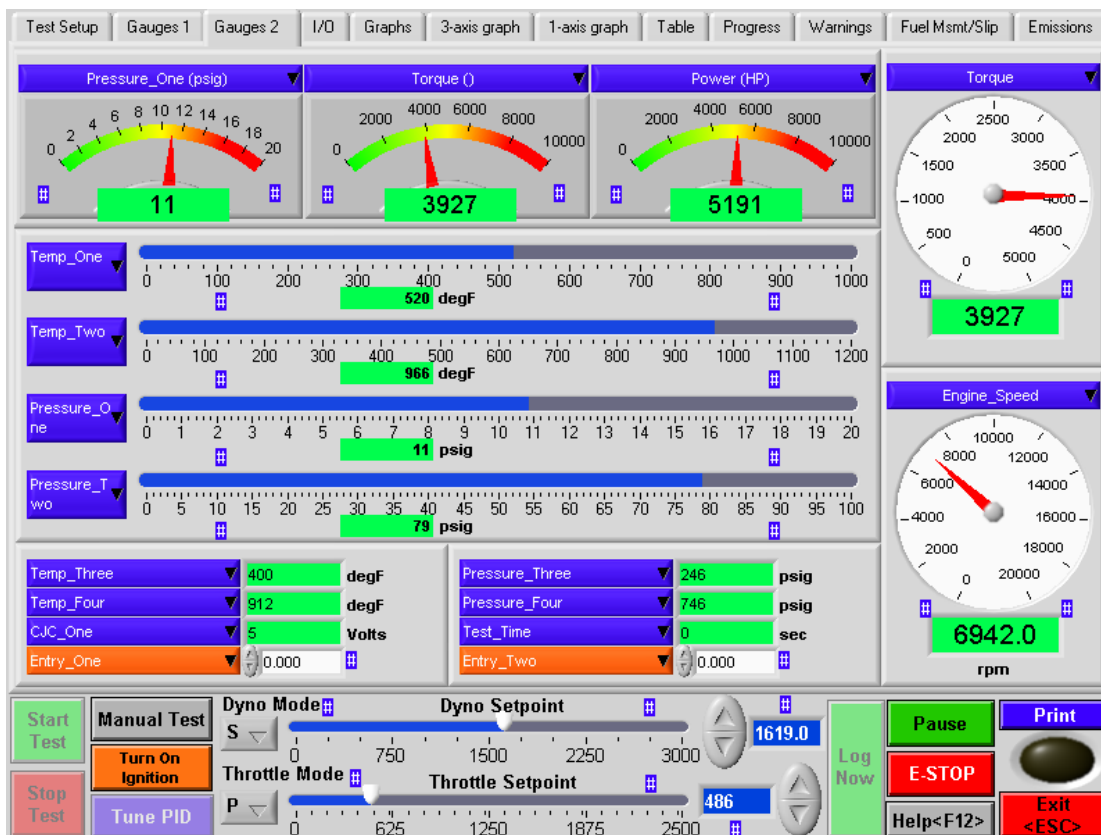 Test Setup Gauges 1 Gauges 2 I/O Graphs 3-axis graph 1-axis graph Table Progress Warnings Fuel Msmt/Slip Emissions
Pressure_One (psig)
0 2 4 6 8 10 12 14 16 18 20
# #
11
Torque ()
0 2000 4000 6000 8000 10000
# #
3927
Power (HP)
0 2000 4000 6000 8000 10000
# #
5191
Torque
0 500 1000 1500 2000 2500 3000 3500 4000 4500 5000
# #
3927
Temp_One
0 100 200 300 400 500 600 700 800 900 1000
# 520 degF #
Temp_Two
0 100 200 300 400 500 600 700 800 900 1000 1100 1200
# 966 degF #
Pressure_O
ne
0 1 2 3 4 5 6 7 8 9 10 11 12 13 14 15 16 17 18 19 20
# 11 psig #
Pressure_T
wo
0 5 10 15 20 25 30 35 40 45 50 55 60 65 70 75 80 85 90 95 100
# 79 psig #
Engine_Speed
0 2000 4000 6000 8000 10000 12000 14000 16000 18000 20000
# #
6942.0
rpm
Temp_Three 400 degF
Temp_Four 912 degF
CJC_One 5 Volts
Entry_One 0.000 #
Pressure_Three 246 psig
Pressure_Four 746 psig
Test_Time 0 sec
Entry_Two 0.000 #
Start
Test
Stop
Test
Manual Test
Turn On
Ignition
Tune PID
Dyno Mode # Dyno Setpoint # #
S
0 750 1500 2250 3000
1619.0
Throttle Mode # Throttle Setpoint #
P
0 625 1250 1875 2500
486
#
Log
Now
Pause
E-STOP
Help<F12>
Print
Exit
<ESC>